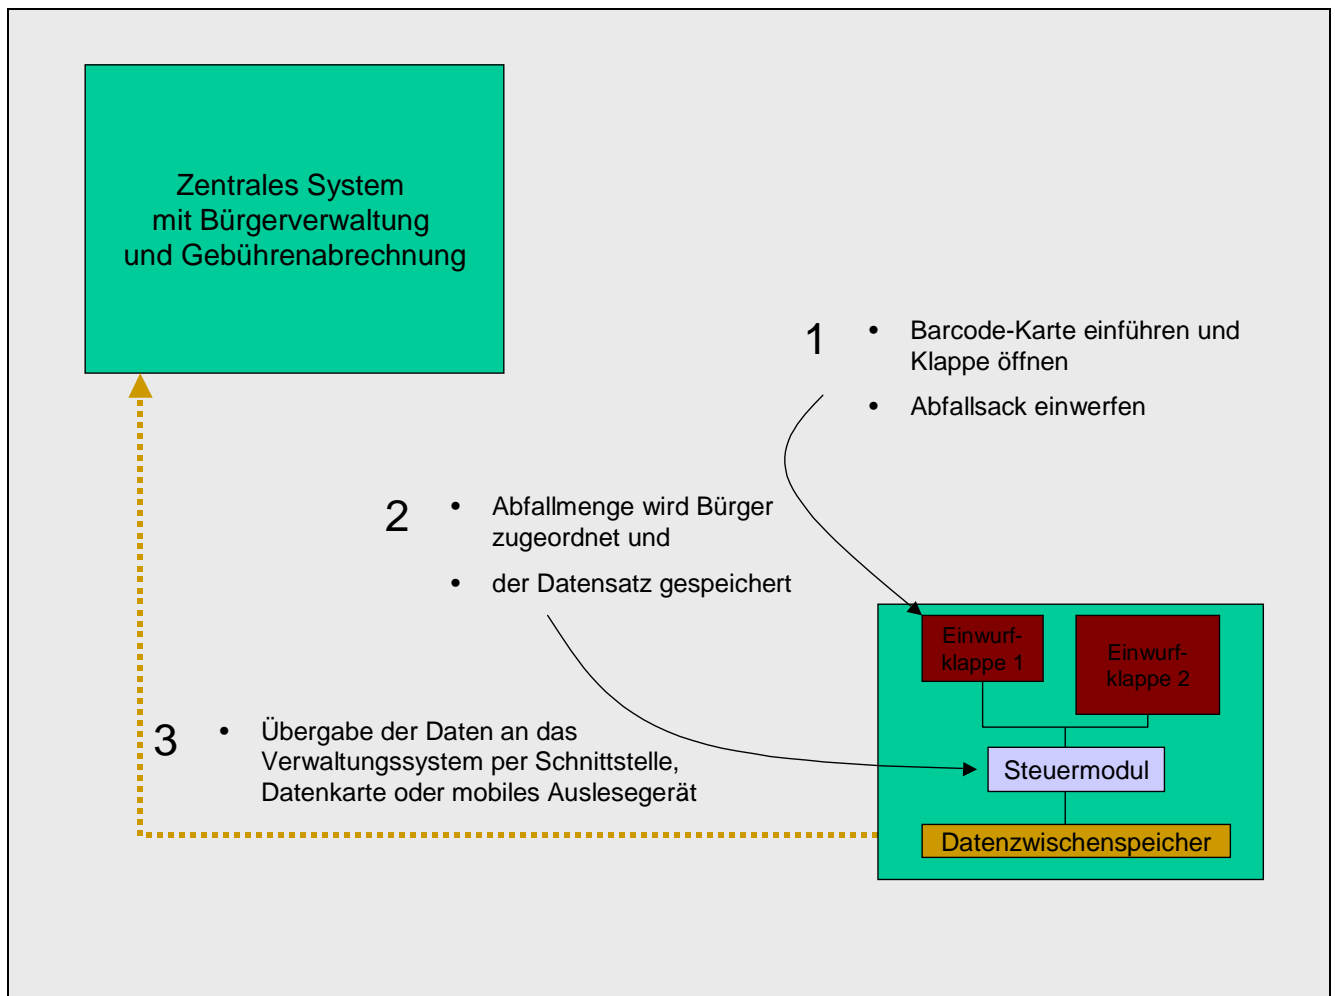 Zentrales System
mit Bürgerverwaltung
und Gebührenabrechnung
1
• Barcode-Karte einführen und
Klappe öffnen
• Abfallsack einwerfen
2
• Abfallmenge wird Bürger
zugeordnet und
• der Datensatz gespeichert
3
• Übergabe der Daten an das
Verwaltungssystem per Schnittstelle,
Datenkarte oder mobiles Auslesegerät
Einwurf-
klappe 1
Einwurf-
klappe 2
Steuermodul
Datenzwischenspeicher